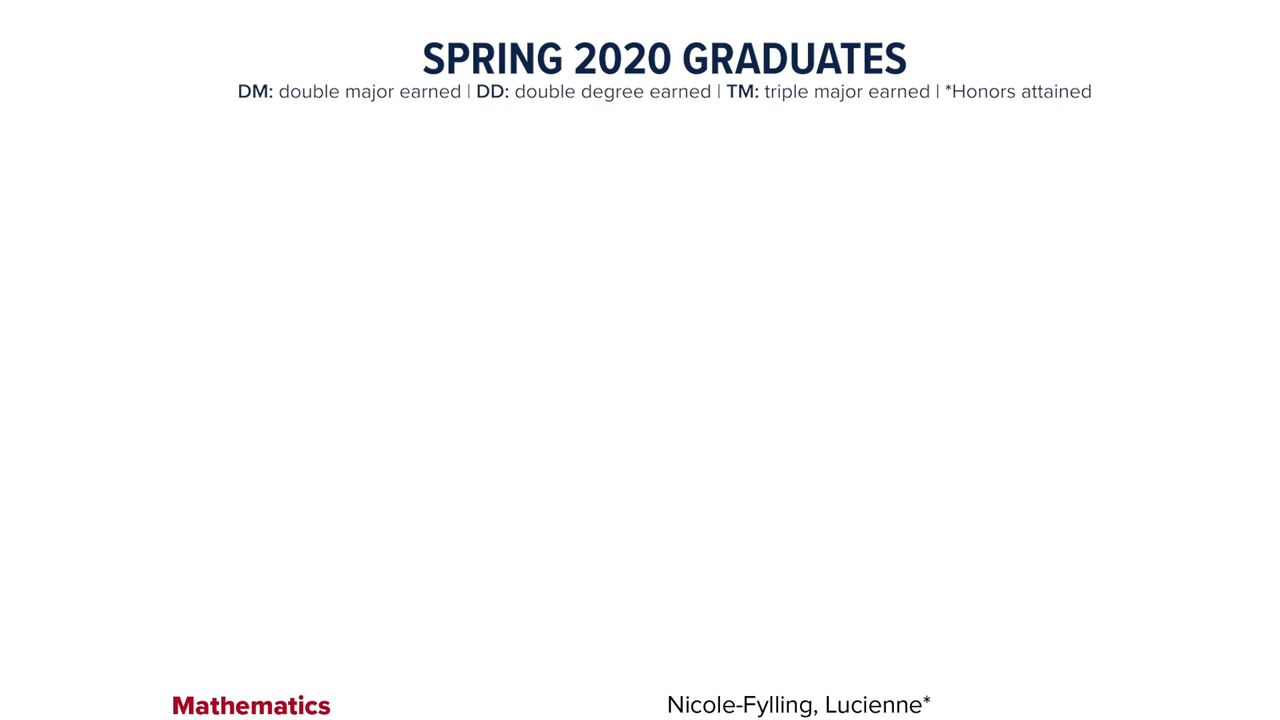 SPRING 2020 GRADUATES
DM: double major earned | DD: double degree earned | TM: triple major earned | *Honors attained
Mathematics
Nicole-Fylling, Lucienne*